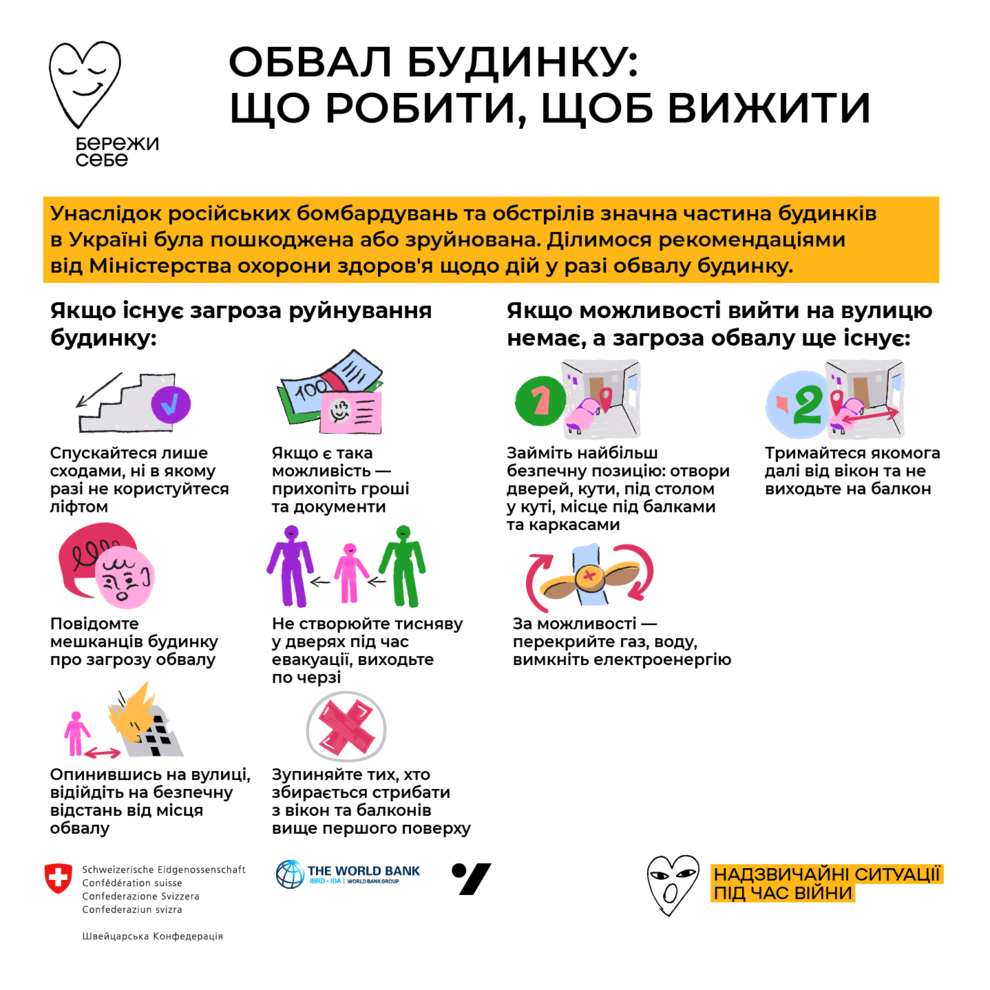 БЕРЕЖИ
СЕБЕ
ОБВАЛ БУДИНКУ:
ЩО РОБИТИ, ЩОБ ВИЖИТИ
Унаслідок російських бомбардувань та обстрілів значна частина будинків
в Україні була пошкоджена або зруйнована. Ділимося рекомендаціями
від Міністерства охорони здоров'я щодо дій у разі обвалу будинку.
Якщо існує загроза руйнування
будинку:
100
Спускайтеся лише
сходами, ні в якому
разі не користуйтеся
ліфтом
Якщо є така
можливість —
прихопіть гроші
та документи
Повідомте
мешканців будинку
про загрозу обвалу
Не створюйте тисняву
у дверях під час
евакуації, виходьте
по черзі
Опинившись на вулиці,
відійдіть на безпечну
відстань від місця
обвалу
Зупиняйте тих, хто
збирається стрибати
з вікон та балконів
вище першого поверху
Якщо можливості вийти на вулицю
немає, а загроза обвалу ще існує:
1
Займіть найбільш
безпечну позицію: отвори
дверей, кути, під столом
у куті, місце під балками
та каркасами
2
Тримайтеся якомога
далі від вікон та не
виходьте на балкон
За можливості —
перекрийте газ, воду,
вимкніть електроенергію
Schweizerische Eidgenossenschaft
Confédération suisse
Confederazione Svizzera
Confederaziun svizra
Швейцарська Конфедерація
THE WORLD BANK
IBRD • IDA | WORLD BANK GROUP
НАДЗВИЧАЙНІ СИТУАЦІЇ
ПІД ЧАС ВІЙНИ